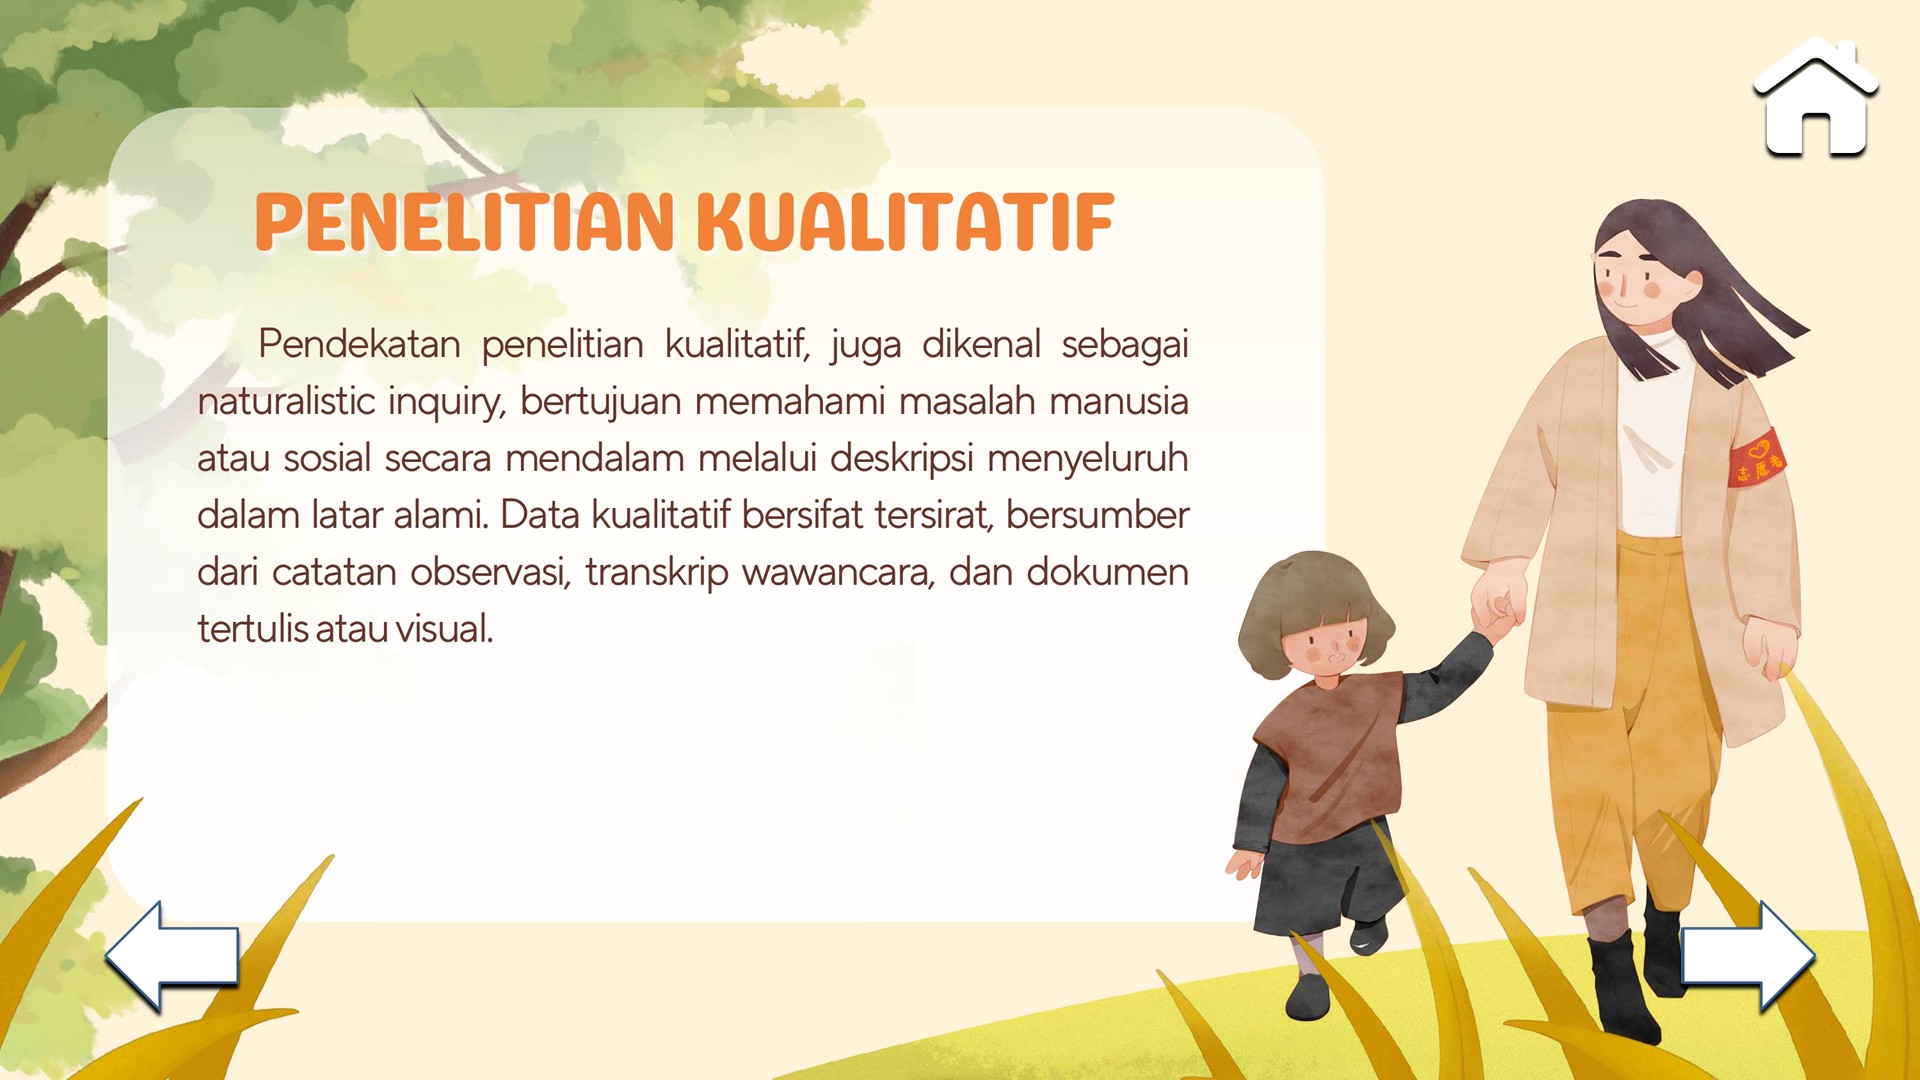 PENELITIAN KUALITATIF
Pendekatan penelitian kualitatif, juga dikenal sebagai
naturalistic inquiry, bertujuan memahami masalah manusia
atau sosial secara mendalam melalui deskripsi menyeluruh
dalam latar alami. Data kualitatif bersifat tersirat, bersumber
dari catatan observasi, transkrip wawancara, dan dokumen
tertulis atau visual.
志愿者